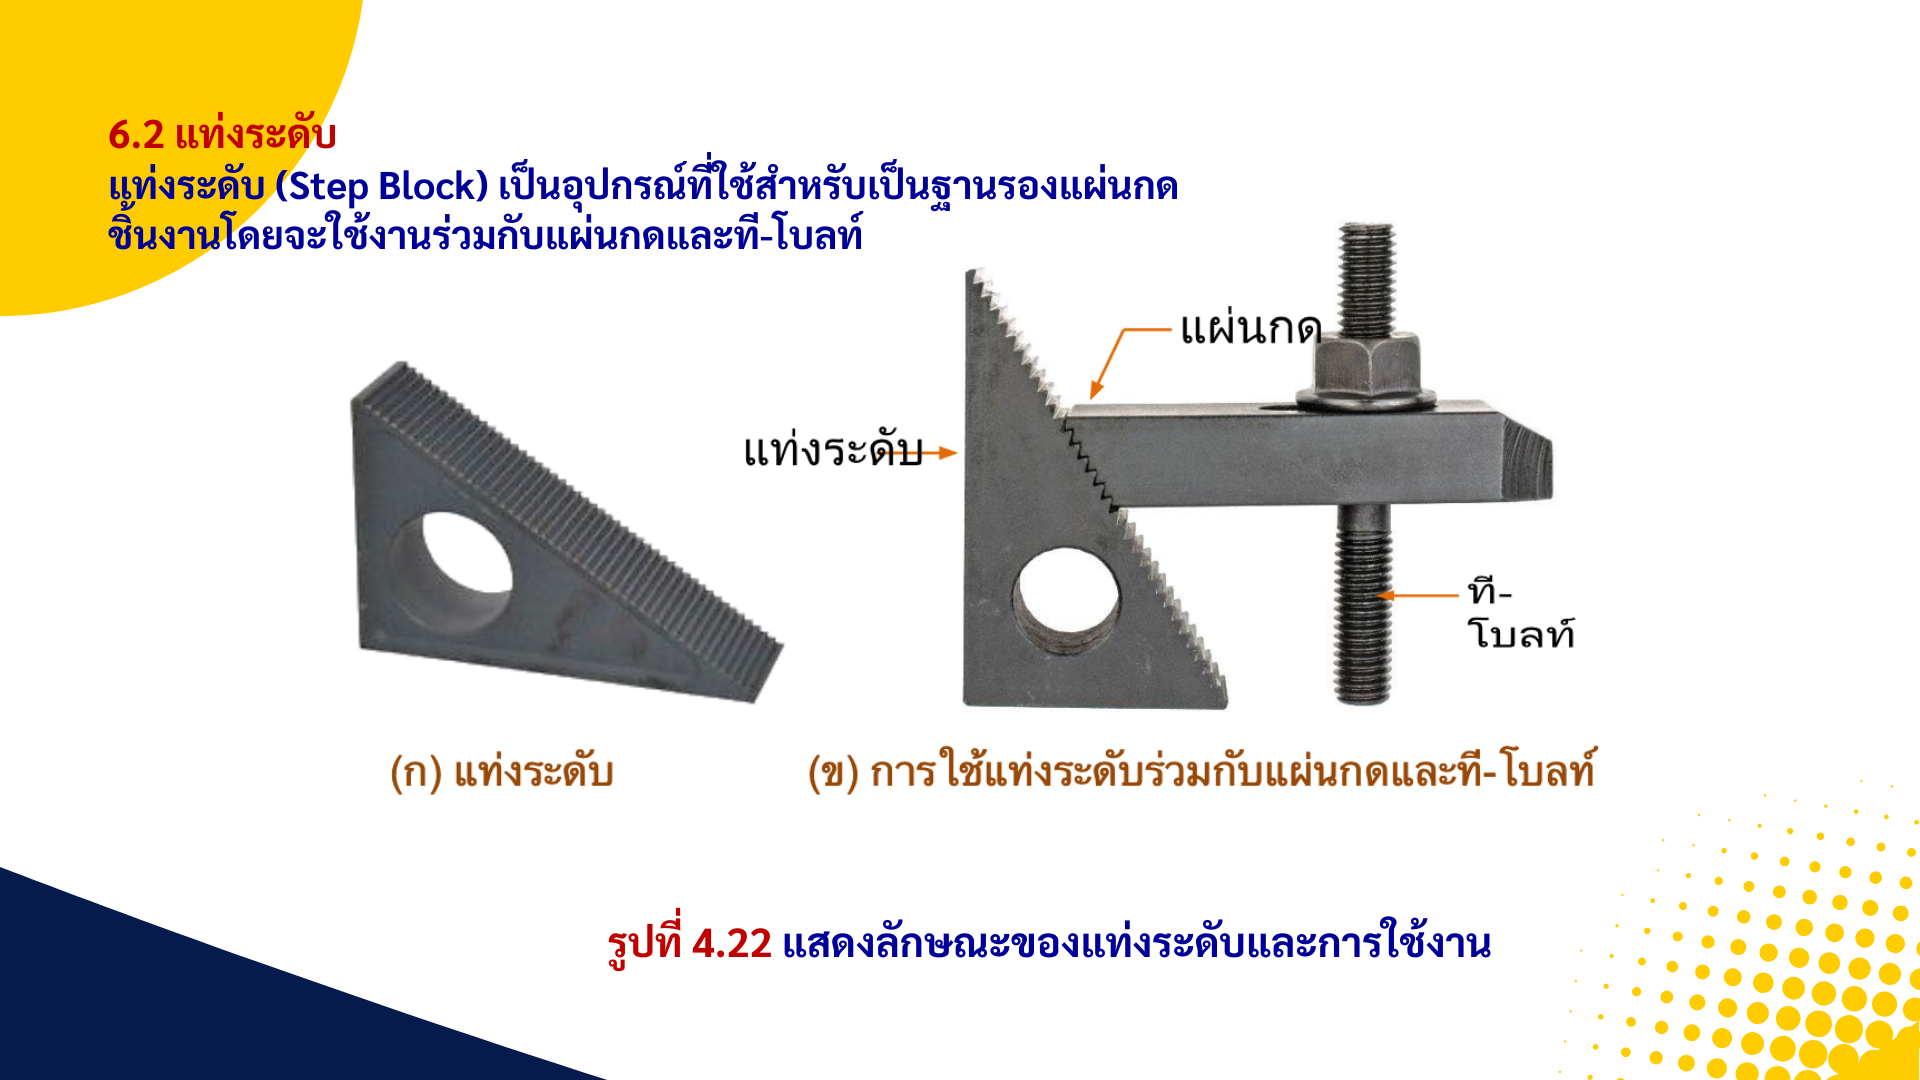 6.2 แท่งระดับ
แท่งระดับ (Step Block) เป็นอุปกรณ์ที่ใช้สำหรับเป็นฐานรองแผ่นกด
ชิ้นงานโดยจะใช้งานร่วมกับแผ่นกดและที-โบลท์
แผ่นกด
แท่งระดับ
ที-
โบลท์
(ก) แท่งระดับ
(ข) การใช้แท่งระดับร่วมกับแผ่นกดและที-โบลท์
รูปที่ 4.22 แสดงลักษณะของแท่งระดับและการใช้งาน